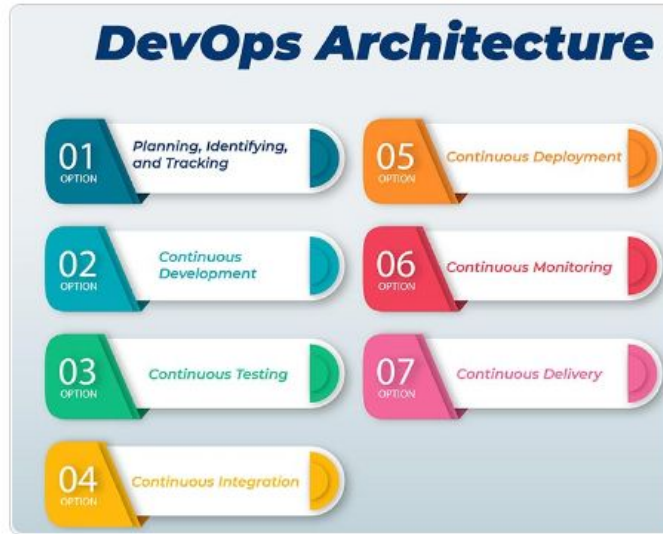 DevOps Architecture
01
OPTION
Planning, Identifying,
and Tracking
02
OPTION
Continuous
Development
03
OPTION
Continuous Testing
04
OPTION
Continuous Integration
05
OPTION
Continuous Deployment
06
OPTION
Continuous Monitoring
07
OPTION
Continuous Delivery